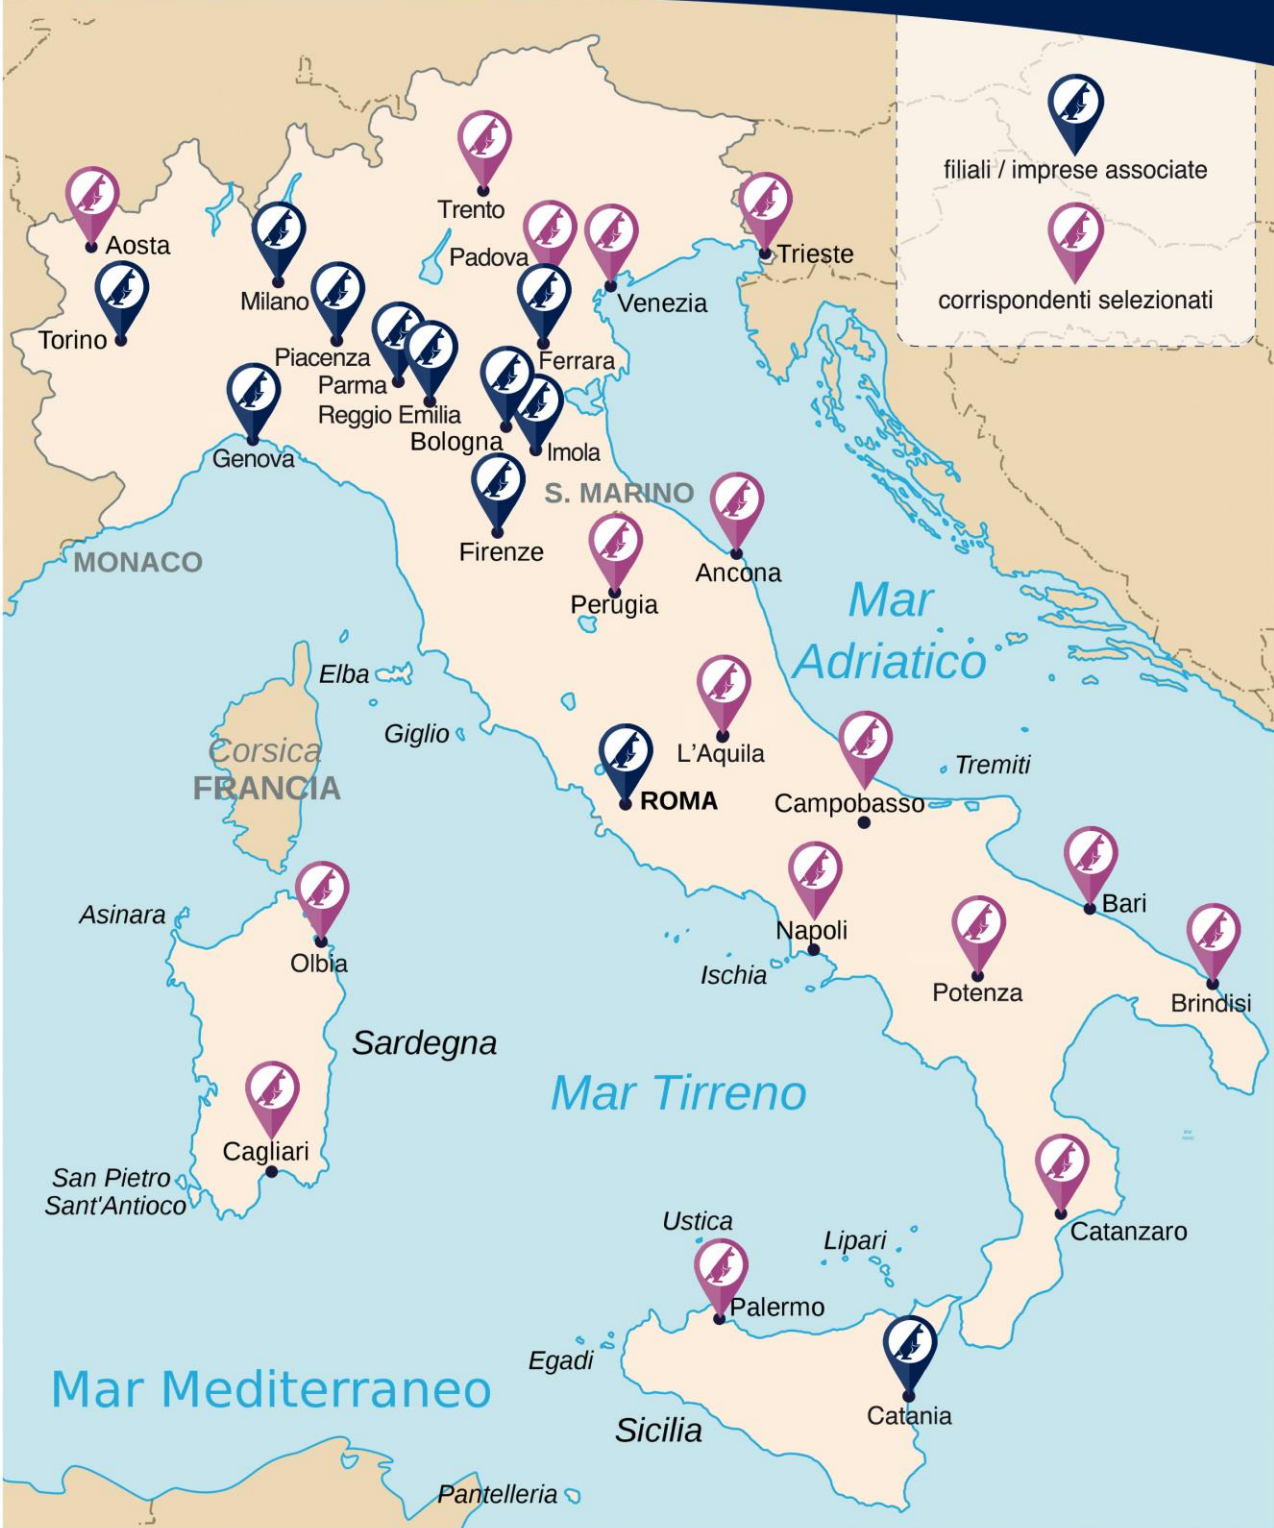 filiali / imprese associate
corrispondenti selezionati
Trento
Aosta
Padova
Trieste
Milano
Venezia
Torino
Piacenza
Ferrara
Parma
Reggio Emilia
Bologna
Genova
Imola
S. MARINO
Firenze
MONACO
Ancona
Perugia
Mar
Adriatico
Elba
Giglio
Corsica
FRANCIA
L'Aquila
Tremiti
ROMA
Campobasso
Asinara
Bari
Napoli
Olbia
Ischia
Potenza
Brindisi
Sardegna
Mar Tirreno
Cagliari
San Pietro
Sant'Antioco
Ustica
Lipari
Catanzaro
Palermo
Egadi
Mar Mediterraneo
Catania
Sicilia
Pantelleria